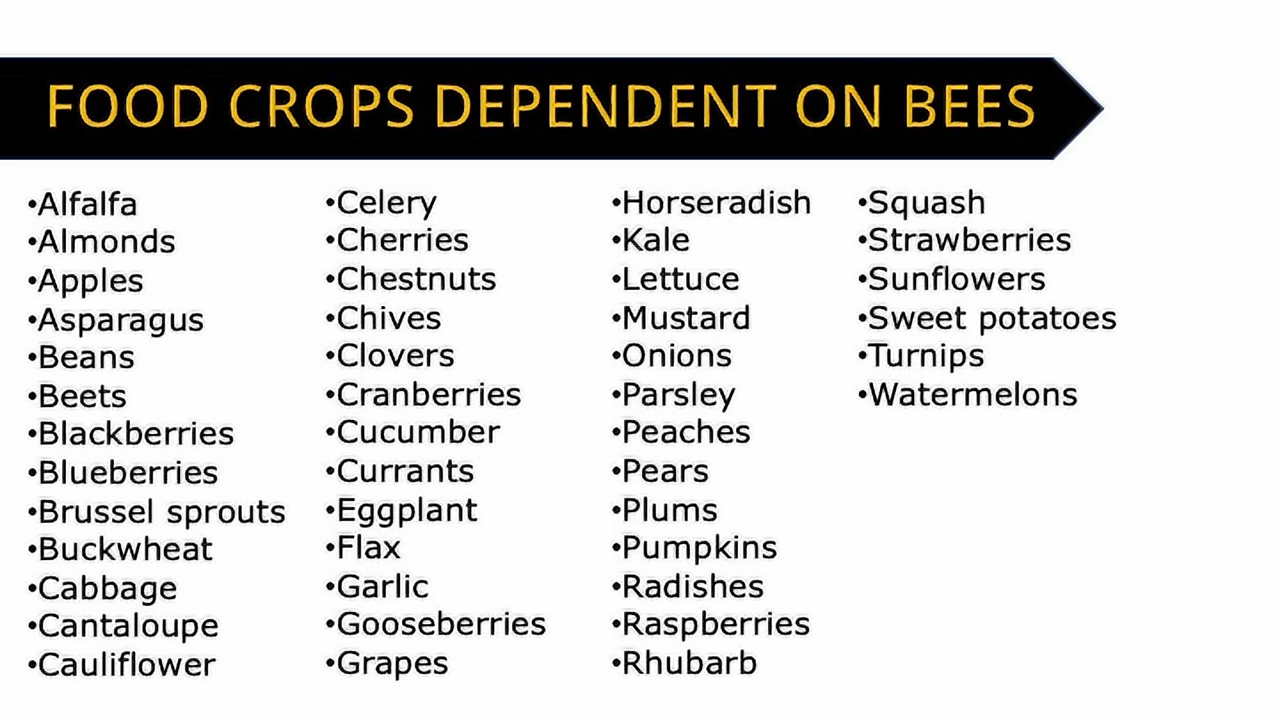 FOOD CROPS DEPENDENT ON BEES
•Alfalfa
•Almonds
•Apples
•Asparagus
•Beans
•Beets
•Blackberries
•Blueberries
•Brussel sprouts
•Buckwheat
•Cabbage
•Cantaloupe
•Cauliflower
•Celery
•Cherries
•Chestnuts
•Chives
•Clovers
•Cranberries
•Cucumber
•Currants
•Eggplant
•Flax
•Garlic
•Gooseberries
•Grapes
•Horseradish
•Kale
•Lettuce
•Mustard
•Onions
•Parsley
•Peaches
•Pears
•Plums
•Pumpkins
•Radishes
•Raspberries
•Rhubarb
•Squash
•Strawberries
•Sunflowers
•Sweet potatoes
•Turnips
•Watermelons